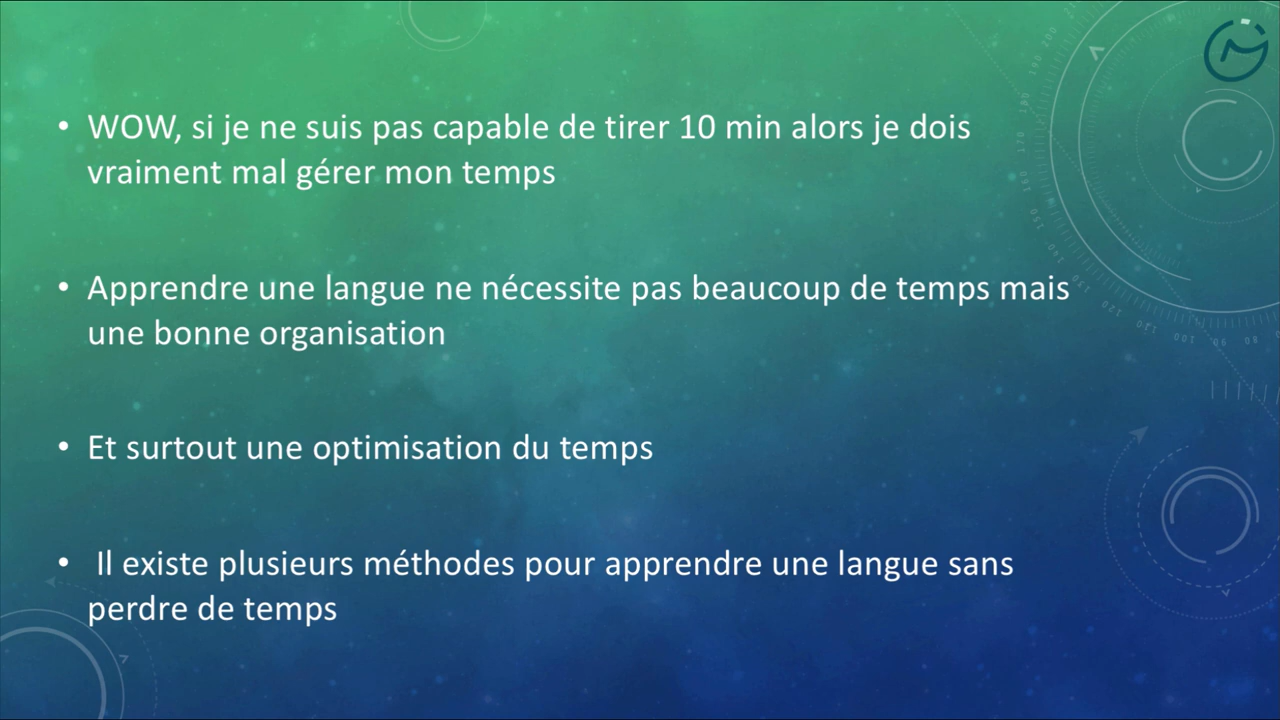 • WOW, si je ne suis pas capable de tirer 10 min alors je dois
vraiment mal gérer mon temps
• Apprendre une langue ne nécessite pas beaucoup de temps mais
une bonne organisation
• Et surtout une optimisation du temps
• Il existe plusieurs méthodes pour apprendre une langue sans
perdre de temps